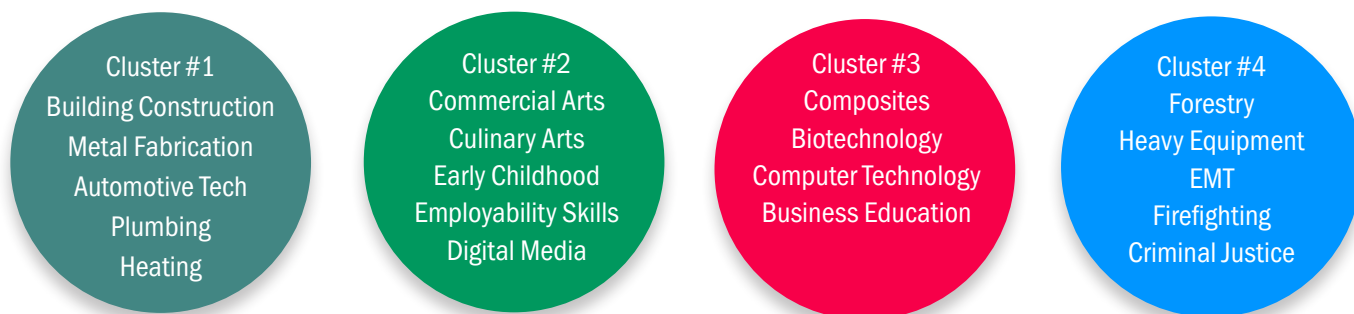 Cluster #1
Building Construction
Metal Fabrication
Automotive Tech
Plumbing
Heating
Cluster #2
Commercial Arts
Culinary Arts
Early Childhood
Employability Skills
Digital Media
Cluster #3
Composites
Biotechnology
Computer Technology
Business Education
Cluster #4
Forestry
Heavy Equipment
EMT
Firefighting
Criminal Justice